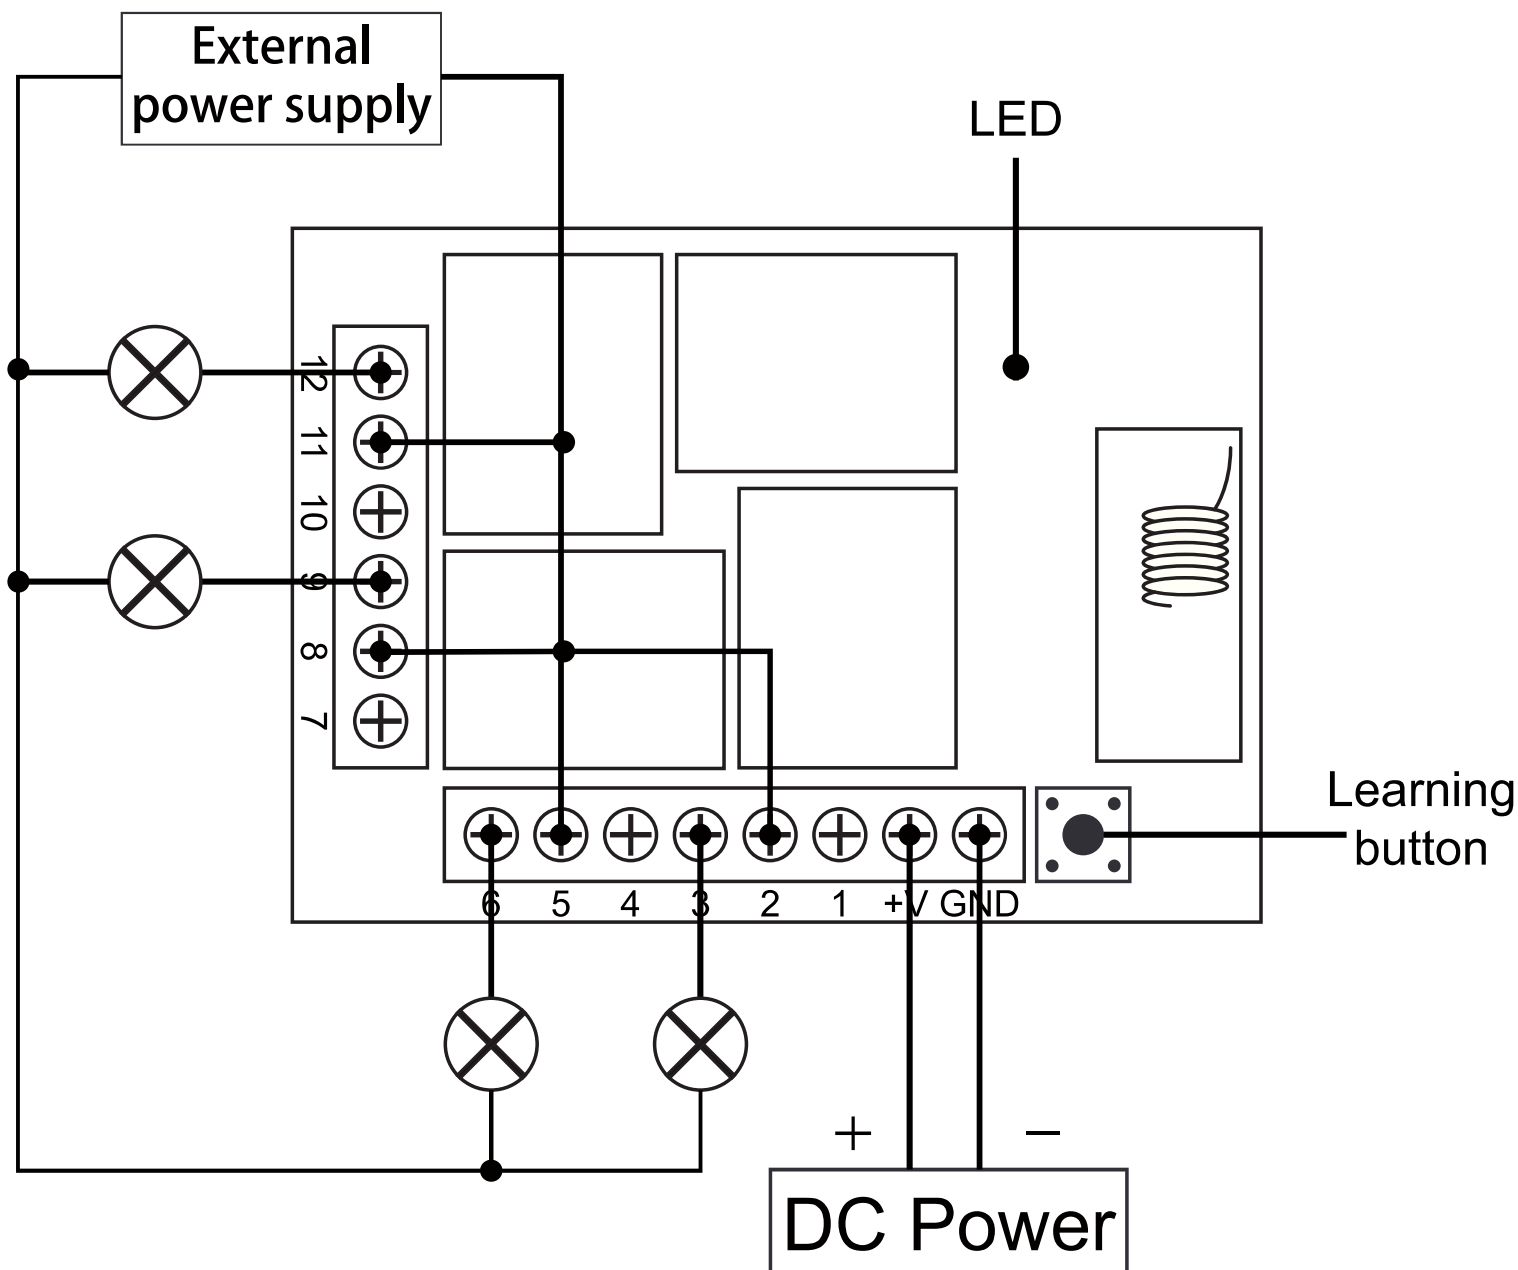 External
power supply
LED
12
11
10
9
8
7
Learning
button
6 5 4 3 2 1 +V GND
+ −
DC Power